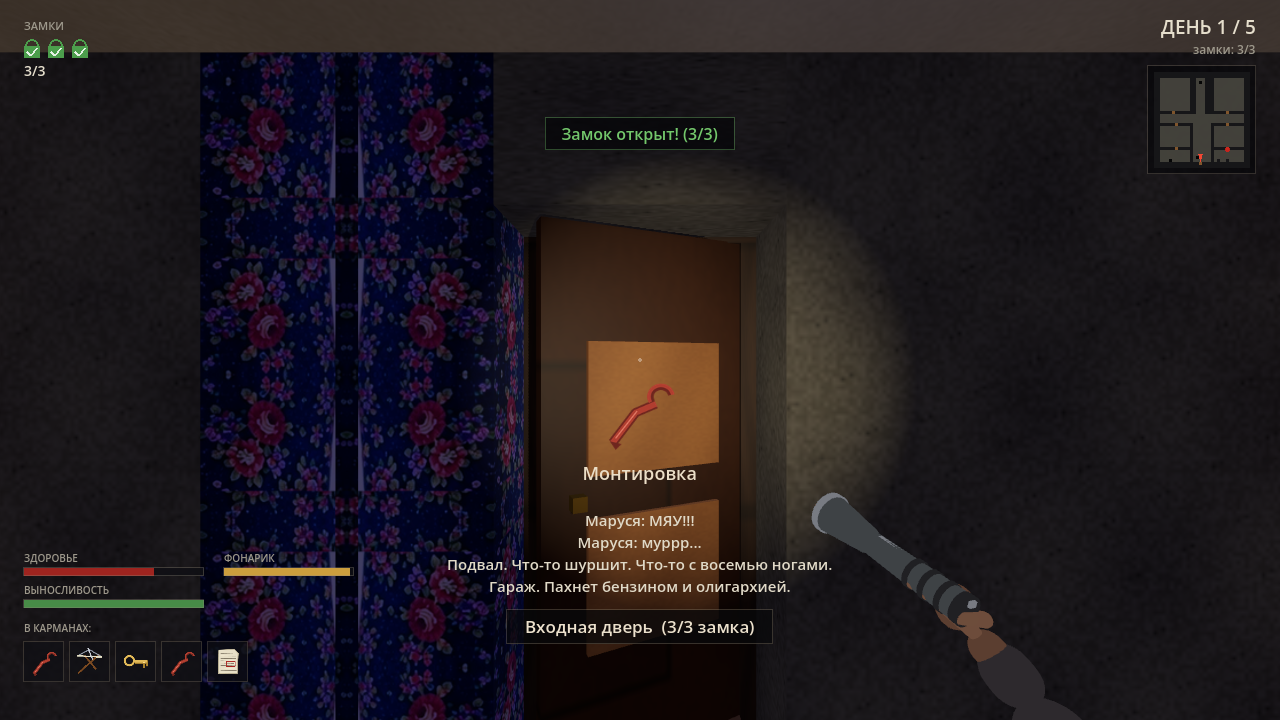 ЗАМКИ
3/3
ДЕНЬ 1 / 5
замки: 3/3
Замок открыт! (3/3)
Монтировка
Маруся: МЯУ!!!
Маруся: муррр...
Подвал. Что-то шуршит. Что-то с восемью ногами.
Гараж. Пахнет бензином и олигархией.
Входная дверь (3/3 замка)
ЗДОРОВЬЕ
ФОНАРИК
ВЫНОСЛИВОСТЬ
В КАРМАНАХ: